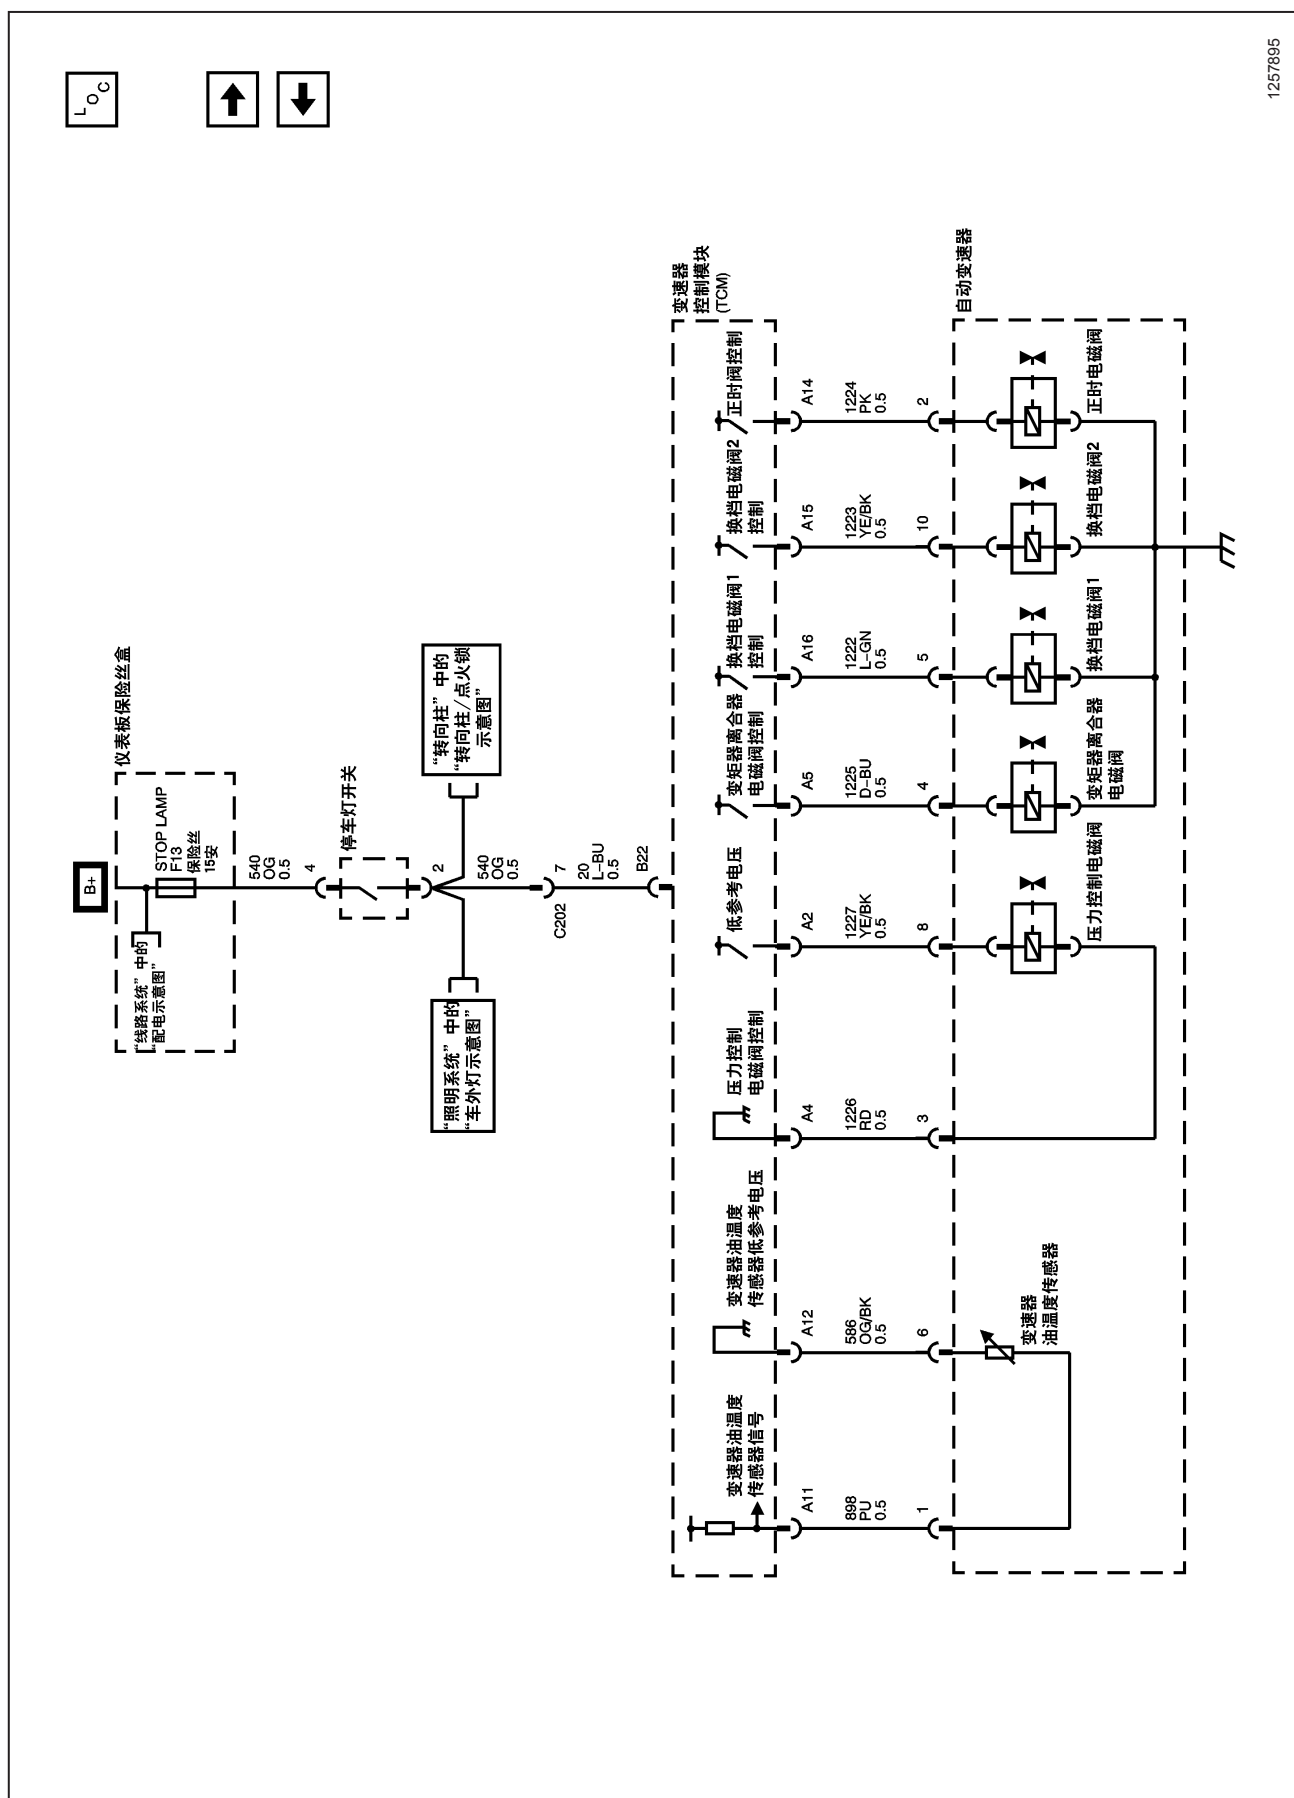 LOC
B+
仪表板保险丝盒
“线路系统”中的
“配电示意图”
STOP LAMP
F13
保险丝
15安
540
OG
0.5
4
停车灯开关
2
“照明系统”中的
“车外灯示意图”
“转向柱”中的
“转向柱/点火锁
示意图”
540
OG
0.5
C202
7
20
L-BU
0.5
B22
变速器
控制模块
(TCM)
变速器油温度
传感器信号
变速器油温度
传感器低参考电压
压力控制
电磁阀控制
低参考电压
变矩器离合器
电磁阀控制
换档电磁阀1
控制
换档电磁阀2
控制
正时阀控制
A11
A12
A4
A2
A5
A16
A15
A14
898
PU
0.5
586
OG/BK
0.5
1226
RD
0.5
1227
YE/BK
0.5
1225
D-BU
0.5
1222
L-GN
0.5
1223
YE/BK
0.5
1224
PK
0.5
1
6
3
8
4
5
10
2
自动变速器
变速器
油温度传感器
压力控制电磁阀
变矩器离合器
电磁阀
换档电磁阀1
换档电磁阀2
正时电磁阀
1257895